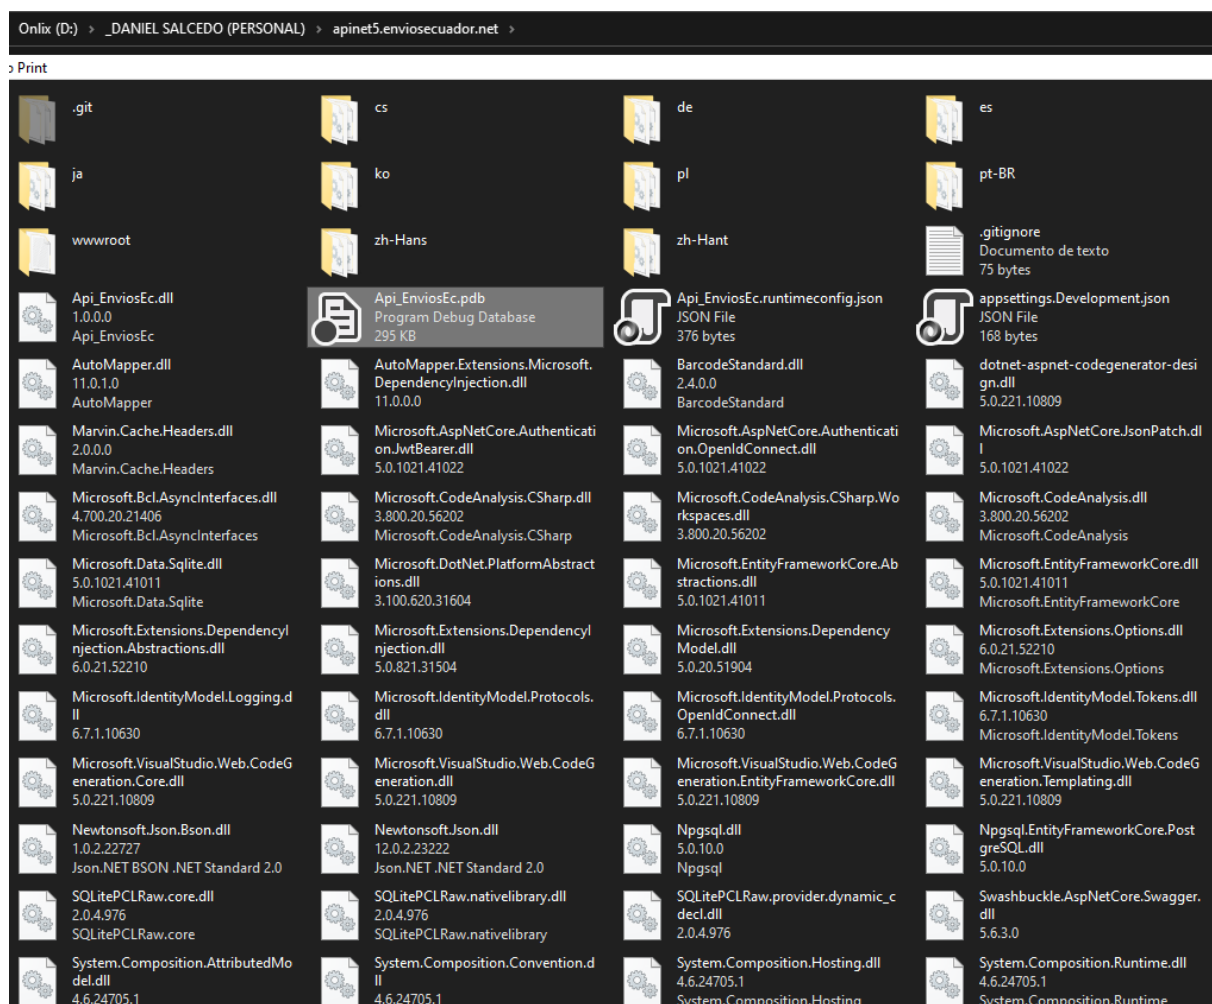 Onlix (D:) > _DANIEL SALCEDO (PERSONAL) > apinet5.enviosecuador.net >
Print
.git
cs
de
es
ja
ko
pl
pt-BR
wwwroot
zh-Hans
zh-Hant
.gitignore
Documento de texto
75 bytes
Api_EnviosEc.dll
1.0.0.0
Api_EnviosEc
Api_EnviosEc.pdb
Program Debug Database
295 KB
Api_EnviosEc.runtimeconfig.json
JSON File
376 bytes
appsettings.Development.json
JSON File
168 bytes
AutoMapper.dll
11.0.1.0
AutoMapper
AutoMapper.Extensions.Microsoft.
DependencyInjection.dll
11.0.0.0
BarcodeStandard.dll
2.4.0.0
BarcodeStandard
dotnet-aspnet-codegenerator-desi
gn.dll
5.0.221.10809
Marvin.Cache.Headers.dll
2.0.0.0
Marvin.Cache.Headers
Microsoft.AspNetCore.Authenticati
on.JwtBearer.dll
5.0.1021.41022
Microsoft.AspNetCore.Authenticati
on.OpenIdConnect.dll
5.0.1021.41022
Microsoft.AspNetCore.JsonPatch.dl
l
5.0.1021.41022
Microsoft.Bcl.AsyncInterfaces.dll
4.700.20.21406
Microsoft.Bcl.AsyncInterfaces
Microsoft.CodeAnalysis.CSharp.dll
3.800.20.56202
Microsoft.CodeAnalysis.CSharp
Microsoft.CodeAnalysis.CSharp.Wo
rkspaces.dll
3.800.20.56202
Microsoft.CodeAnalysis.dll
3.800.20.56202
Microsoft.CodeAnalysis
Microsoft.Data.Sqlite.dll
5.0.1021.41011
Microsoft.Data.Sqlite
Microsoft.DotNet.PlatformAbstract
ions.dll
3.100.620.31604
Microsoft.EntityFrameworkCore.Ab
stractions.dll
5.0.1021.41011
Microsoft.EntityFrameworkCore.dll
5.0.1021.41011
Microsoft.EntityFrameworkCore
Microsoft.Extensions.DependencyI
njection.Abstractions.dll
6.0.21.52210
Microsoft.Extensions.DependencyI
njection.dll
5.0.821.31504
Microsoft.Extensions.Dependency
Model.dll
5.0.20.51904
Microsoft.Extensions.Options.dll
6.0.21.52210
Microsoft.Extensions.Options
Microsoft.IdentityModel.Logging.d
ll
6.7.1.10630
Microsoft.IdentityModel.Protocols.
dll
6.7.1.10630
Microsoft.IdentityModel.Protocols.
OpenIdConnect.dll
6.7.1.10630
Microsoft.IdentityModel.Tokens.dll
6.7.1.10630
Microsoft.IdentityModel.Tokens
Microsoft.VisualStudio.Web.CodeG
eneration.Core.dll
5.0.221.10809
Microsoft.VisualStudio.Web.CodeG
eneration.dll
5.0.221.10809
Microsoft.VisualStudio.Web.CodeG
eneration.EntityFrameworkCore.dll
5.0.221.10809
Microsoft.VisualStudio.Web.CodeG
eneration.Templating.dll
5.0.221.10809
Newtonsoft.Json.Bson.dll
1.0.2.22727
Json.NET BSON .NET Standard 2.0
Newtonsoft.Json.dll
12.0.2.23222
Json.NET .NET Standard 2.0
Npgsql.dll
5.0.10.0
Npgsql
Npgsql.EntityFrameworkCore.Post
greSQL.dll
5.0.10.0
SQLitePCLRaw.core.dll
2.0.4.976
SQLitePCLRaw.core
SQLitePCLRaw.nativelibrary.dll
2.0.4.976
SQLitePCLRaw.nativelibrary
SQLitePCLRaw.provider.dynamic_c
decl.dll
2.0.4.976
Swashbuckle.AspNetCore.Swagger.
dll
5.6.3.0
System.Composition.AttributedMo
del.dll
4.6.24705.1
System.Composition.Convention.d
ll
4.6.24705.1
System.Composition.Hosting.dll
4.6.24705.1
System.Composition.Hosting
System.Composition.Runtime.dll
4.6.24705.1
System.Composition.Runtime